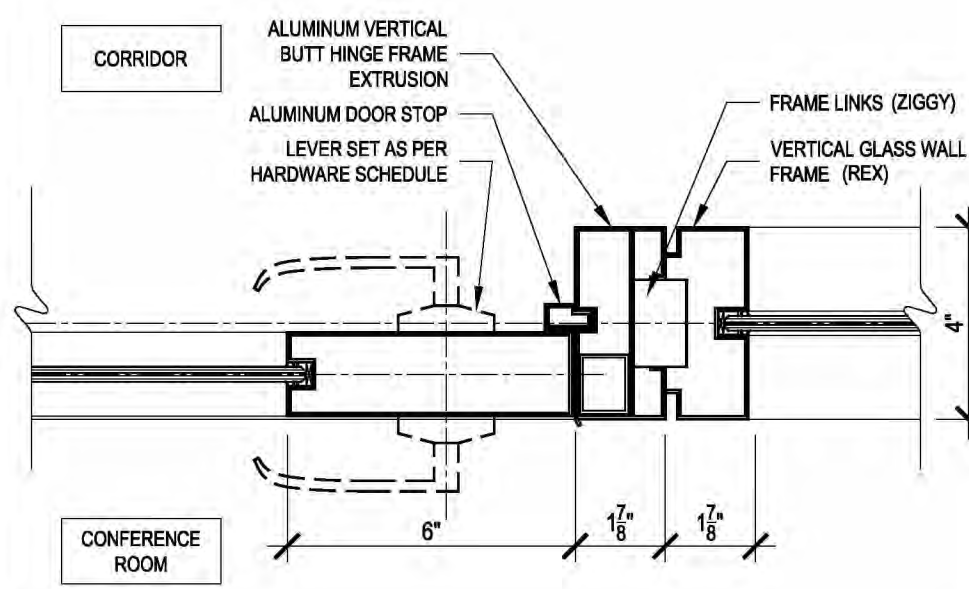 CORRIDOR
ALUMINUM VERTICAL
BUTT HINGE FRAME
EXTRUSION
ALUMINUM DOOR STOP
LEVER SET AS PER
HARDWARE SCHEDULE
FRAME LINKS (ZIGGY)
VERTICAL GLASS WALL
FRAME (REX)
4"
6"
1 7/8"
1 7/8"
CONFERENCE
ROOM